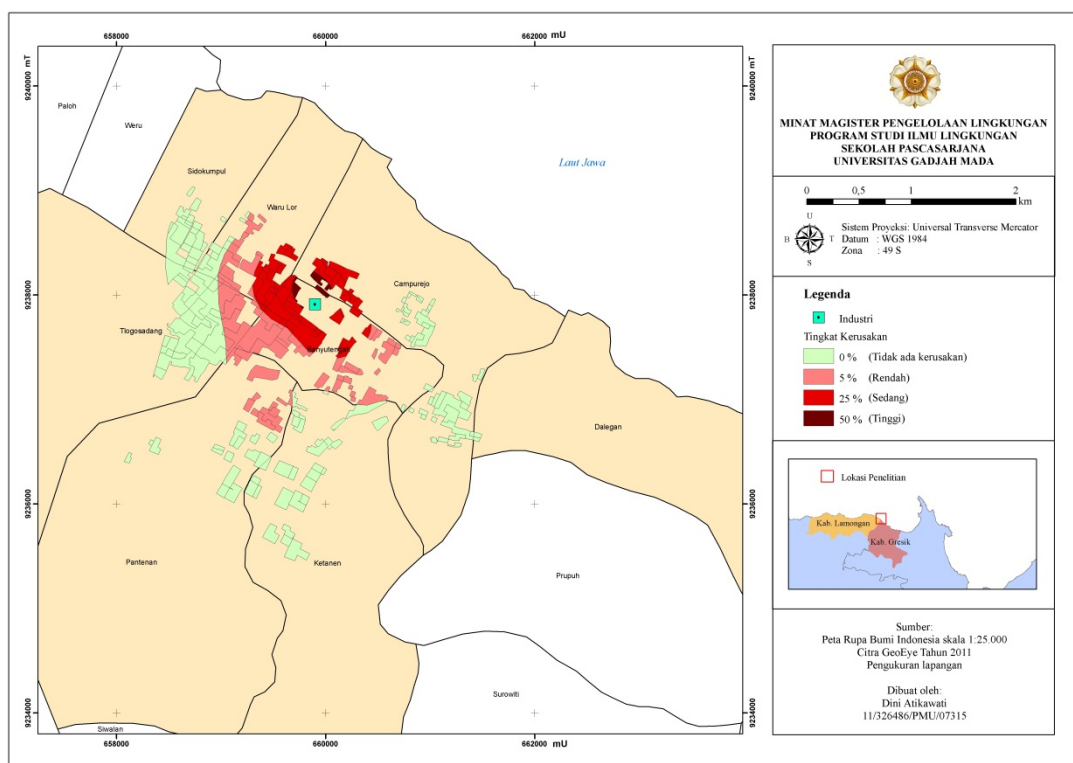 658000
660000
662000
mU
9240000 mT
9238000
9236000
9234000
Paloh
Weru
Sidokumpul
Waru Lor
Laut Jawa
Campurejo
Tlogosadang
Banyutengah
Dalegan
Pantenan
Ketanen
Prupuh
Surowiti
Siwalan
9240000 mT
9238000
9236000
9234000
658000
660000
662000
mU
MINAT MAGISTER PENGELOLAAN LINGKUNGAN
PROGRAM STUDI ILMU LINGKUNGAN
SEKOLAH PASCASARJANA
UNIVERSITAS GADJAH MADA
0 0,5 1 2
km
U
B T
S
Sistem Proyeksi: Universal Transverse Mercator
Datum : WGS 1984
Zona : 49 S
Legenda
Industri
Tingkat Kerusakan
0 % (Tidak ada kerusakan)
5 % (Rendah)
25 % (Sedang)
50 % (Tinggi)
Lokasi Penelitian
Kab. Lamongan
Kab. Gresik
Sumber:
Peta Rupa Bumi Indonesia skala 1:25.000
Citra GeoEye Tahun 2011
Pengukuran lapangan
Dibuat oleh:
Dini Atikawati
11/326486/PMU/07315